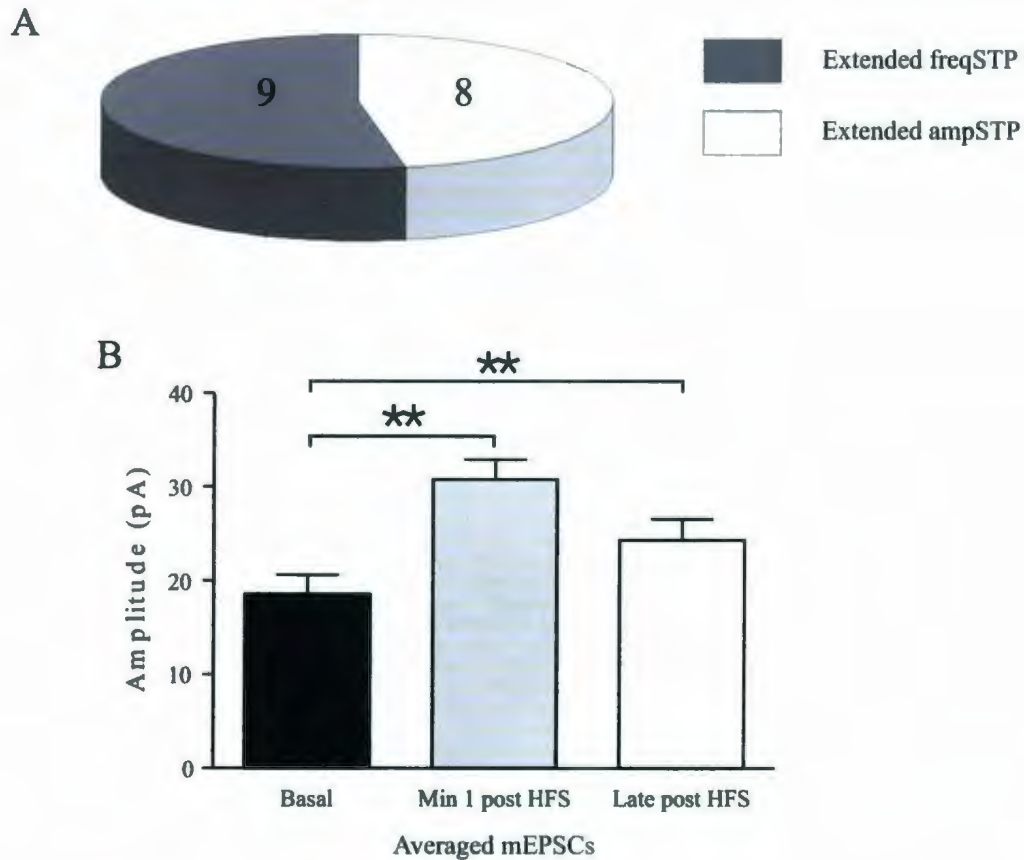 A
9
8
Extended freqSTP
Extended ampSTP
B
**
**
40
30
20
10
0
Amplitude (pA)
Basal
Min 1 post HFS
Late post HFS
Averaged mEPSCs